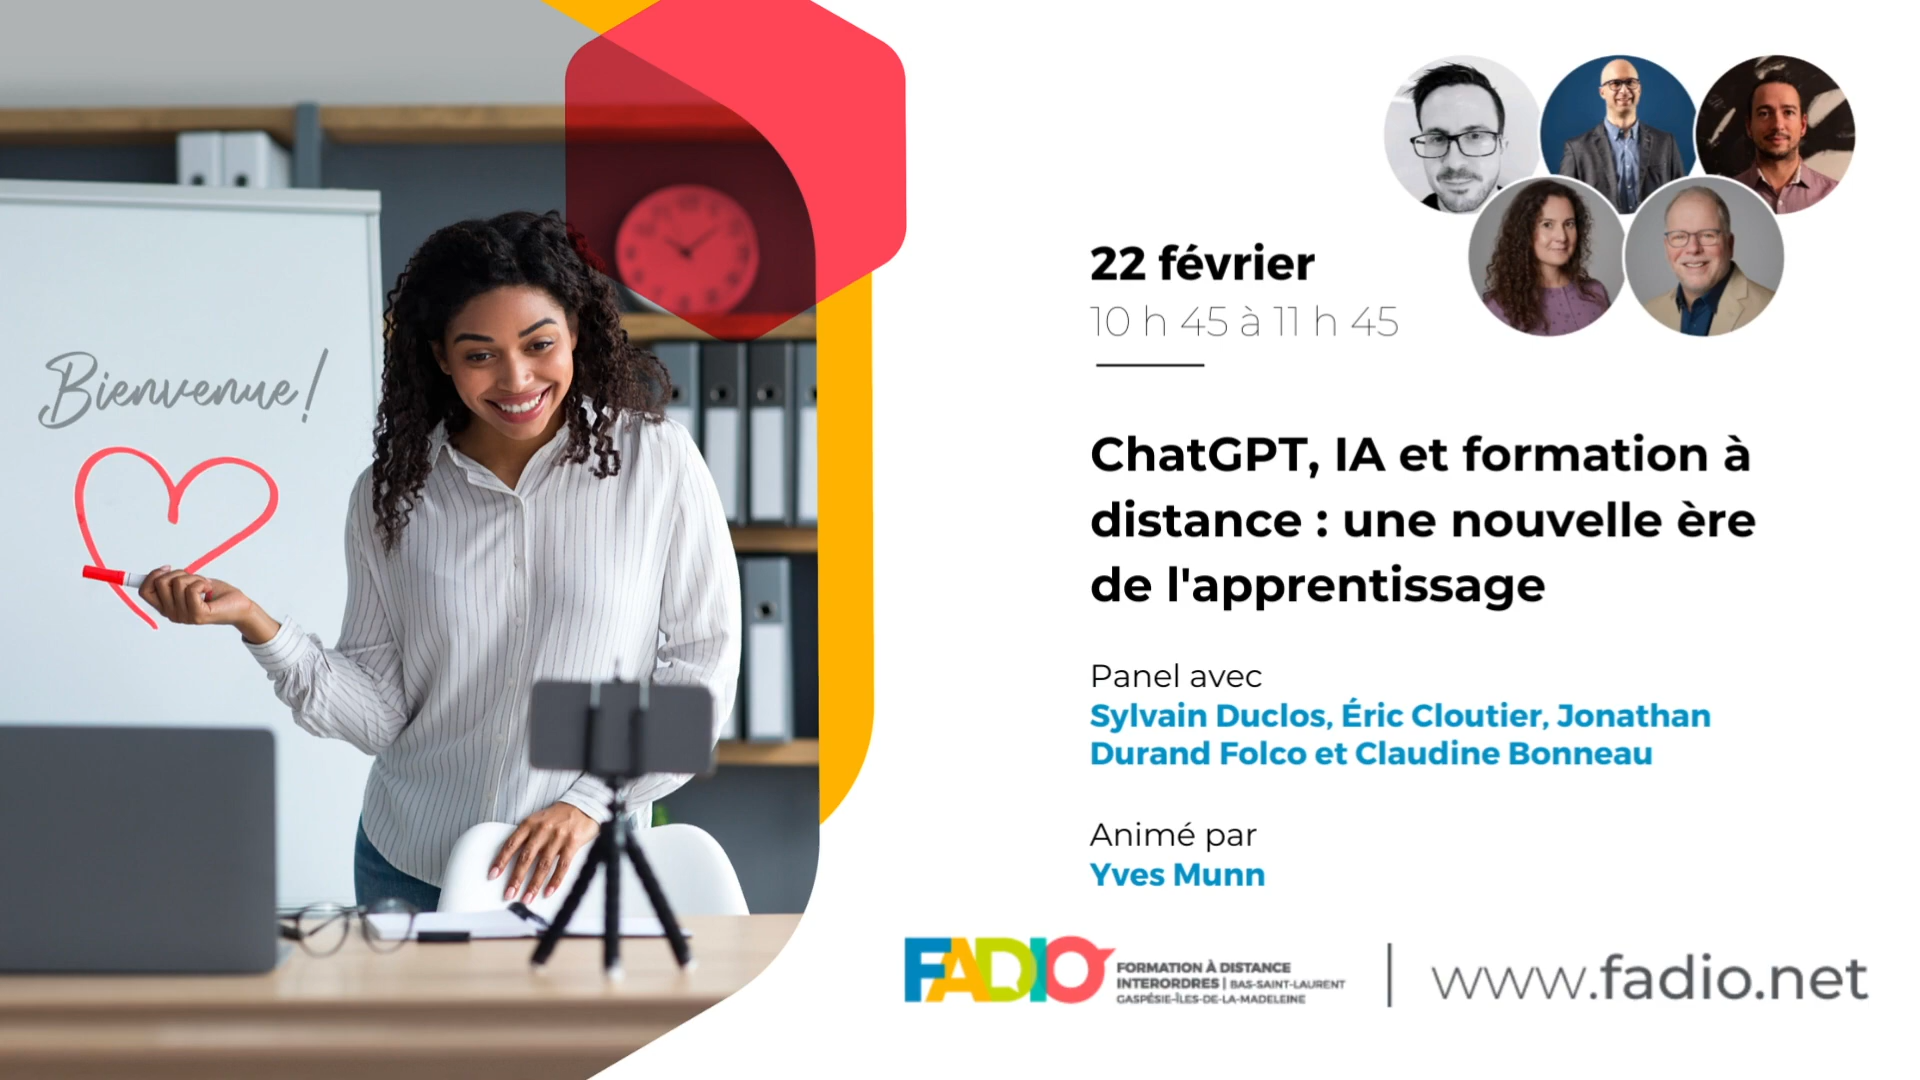 Bienvenue!
22 février
10 h 45 à 11 h 45
ChatGPT, IA et formation à
distance : une nouvelle ère
de l'apprentissage
Panel avec
Sylvain Duclos, Éric Cloutier, Jonathan
Durand Folco et Claudine Bonneau
Animé par
Yves Munn
FADIO
FORMATION À DISTANCE
INTERORDRES | BAS-SAINT-LAURENT
GASPÉSIE–ÎLES-DE-LA-MADELEINE
www.fadio.net